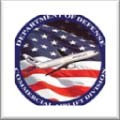 DEPARTMENT OF DEFENSE
COMMERCIAL AIRLIFT DIVISION